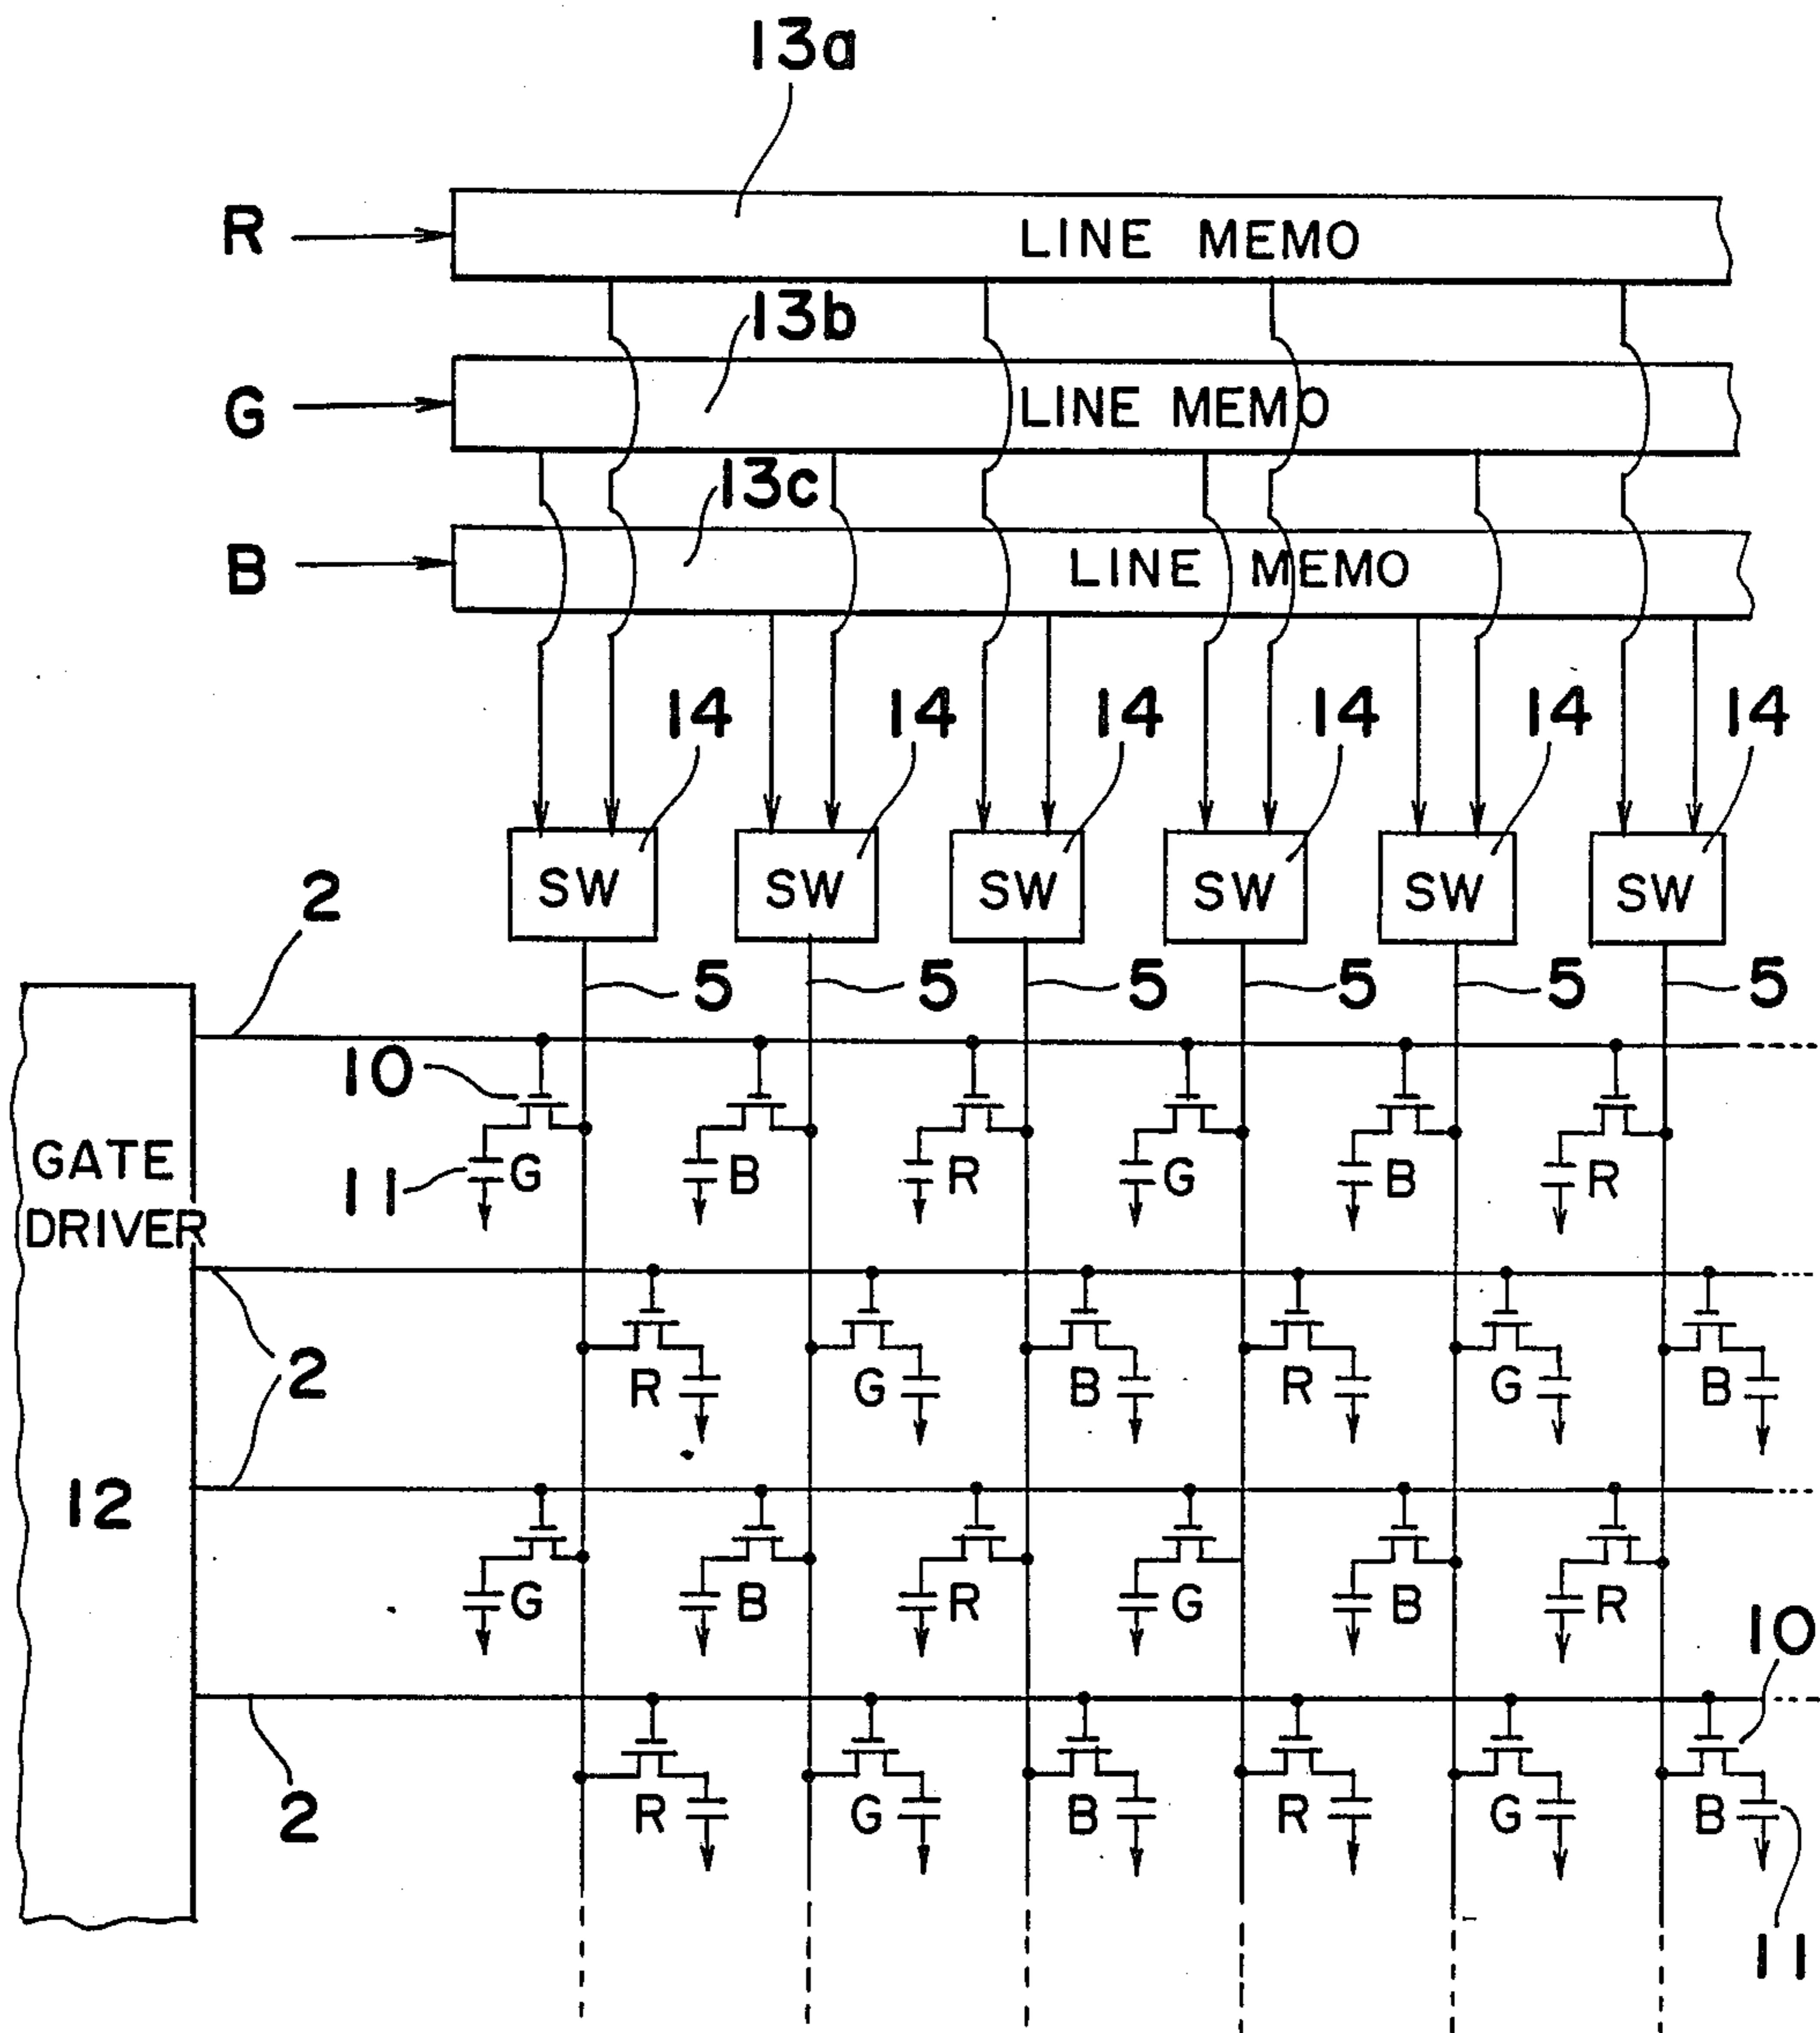 13a
R LINE MEMO
13b
G LINE MEMO
13c
B LINE MEMO
14 14 14 14 14 14
SW SW SW SW SW SW
2
5 5 5 5 5 5
10
GATE
DRIVER
11 G B R G B R
2
R G B R G B
12
G B R G B R
10
2
R G B R G B
11